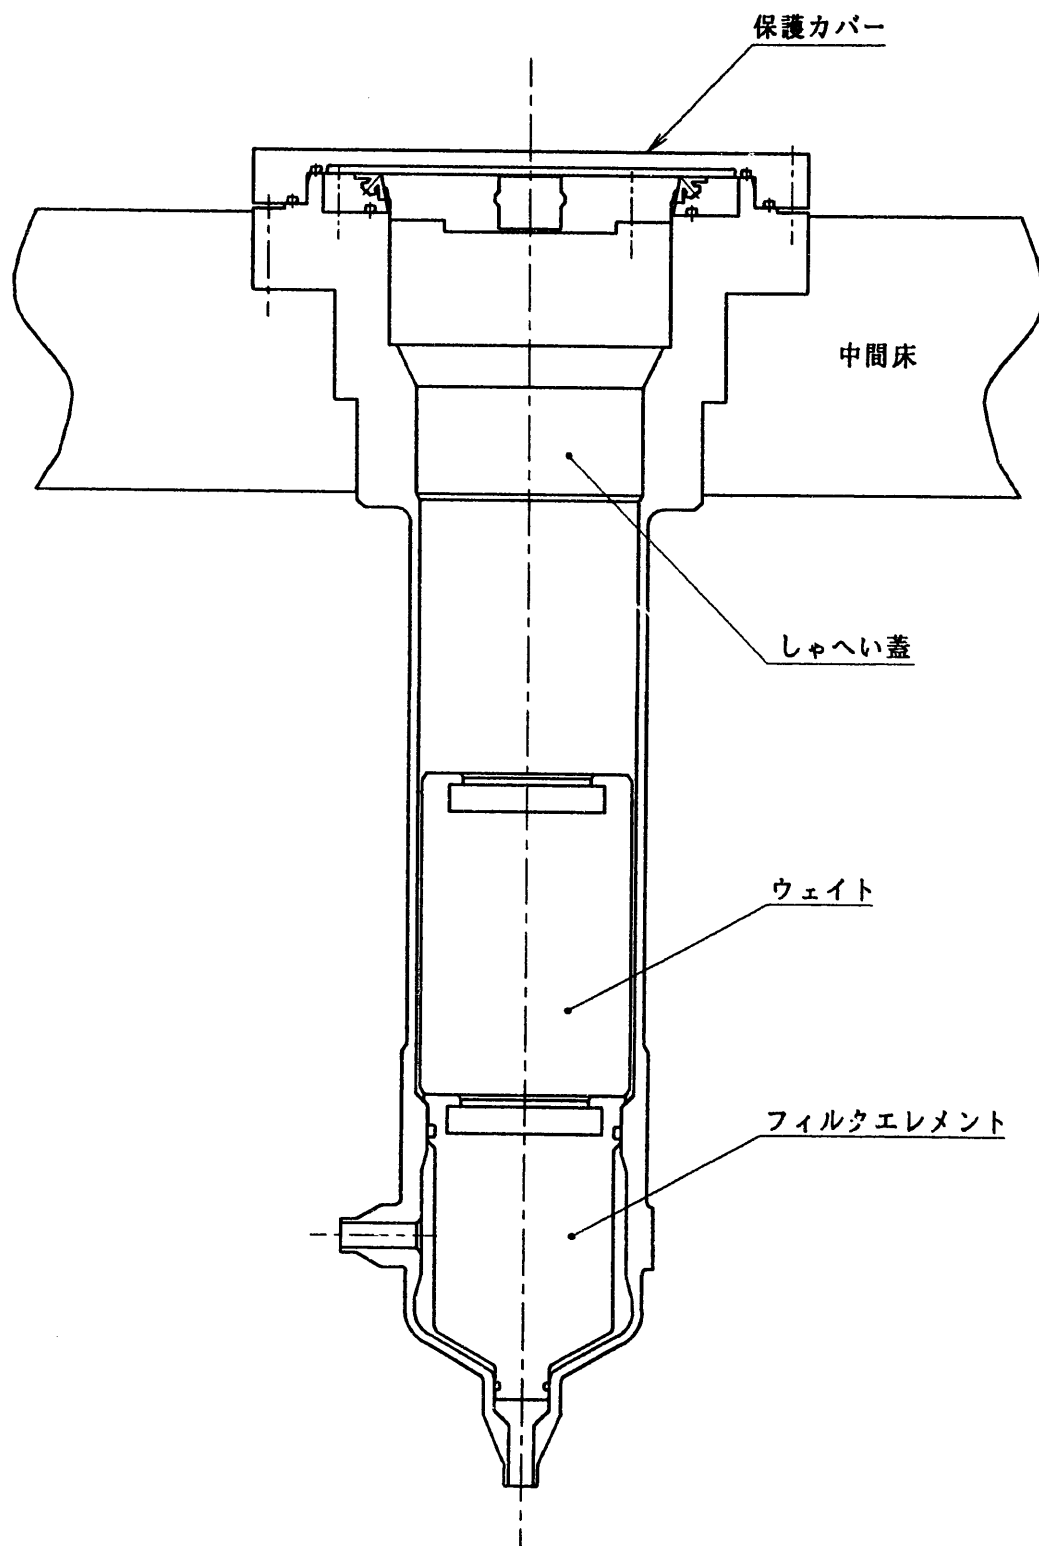 保護カバー
中間床
しゃへい蓋
ウェイト
フィルタエレメント